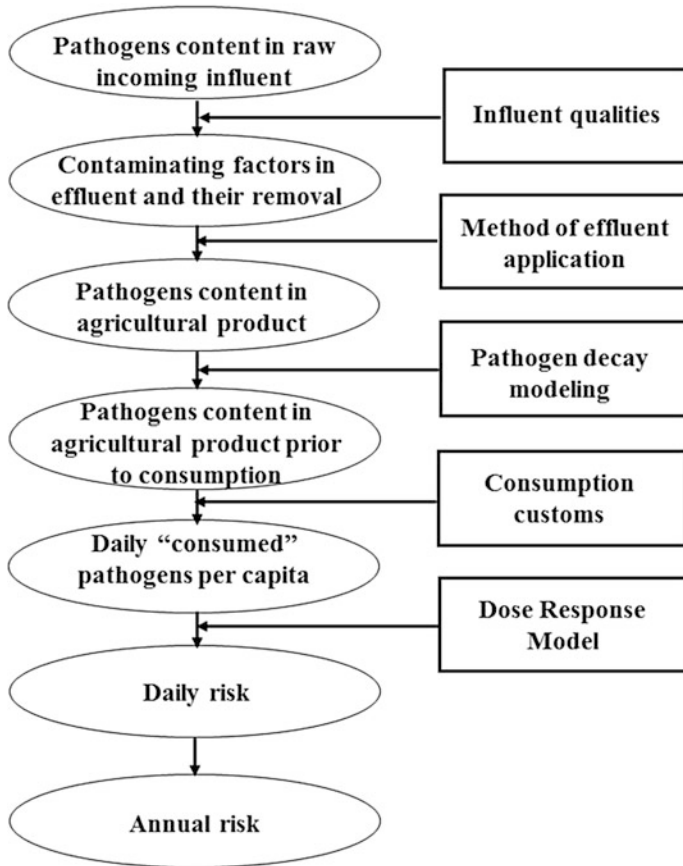 Pathogens content in raw
incoming influent
Influent qualities
Contaminating factors in
effluent and their removal
Method of effluent
application
Pathogens content in
agricultural product
Pathogen decay
modeling
Pathogens content in
agricultural product prior
to consumption
Consumption
customs
Daily “consumed”
pathogens per capita
Dose Response
Model
Daily risk
Annual risk